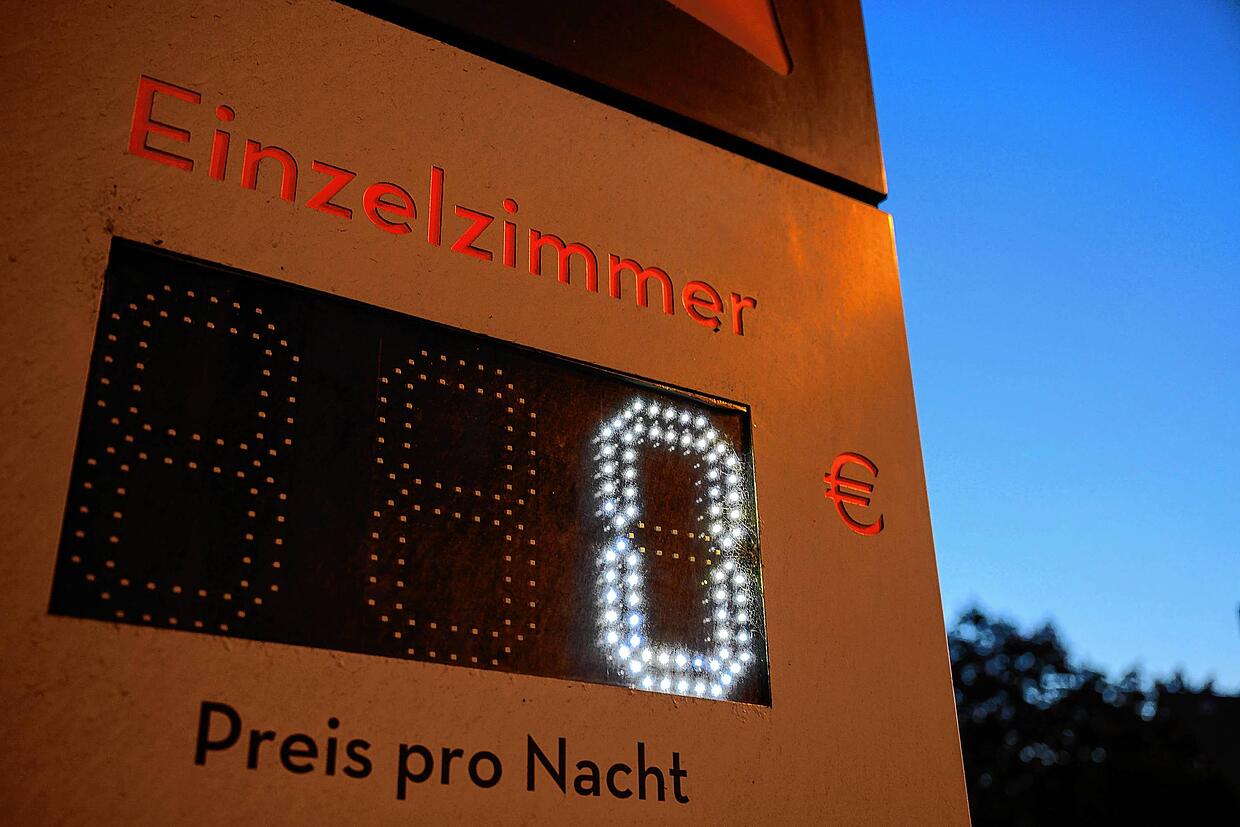 Einzelzimmer
0 €
Preis pro Nacht